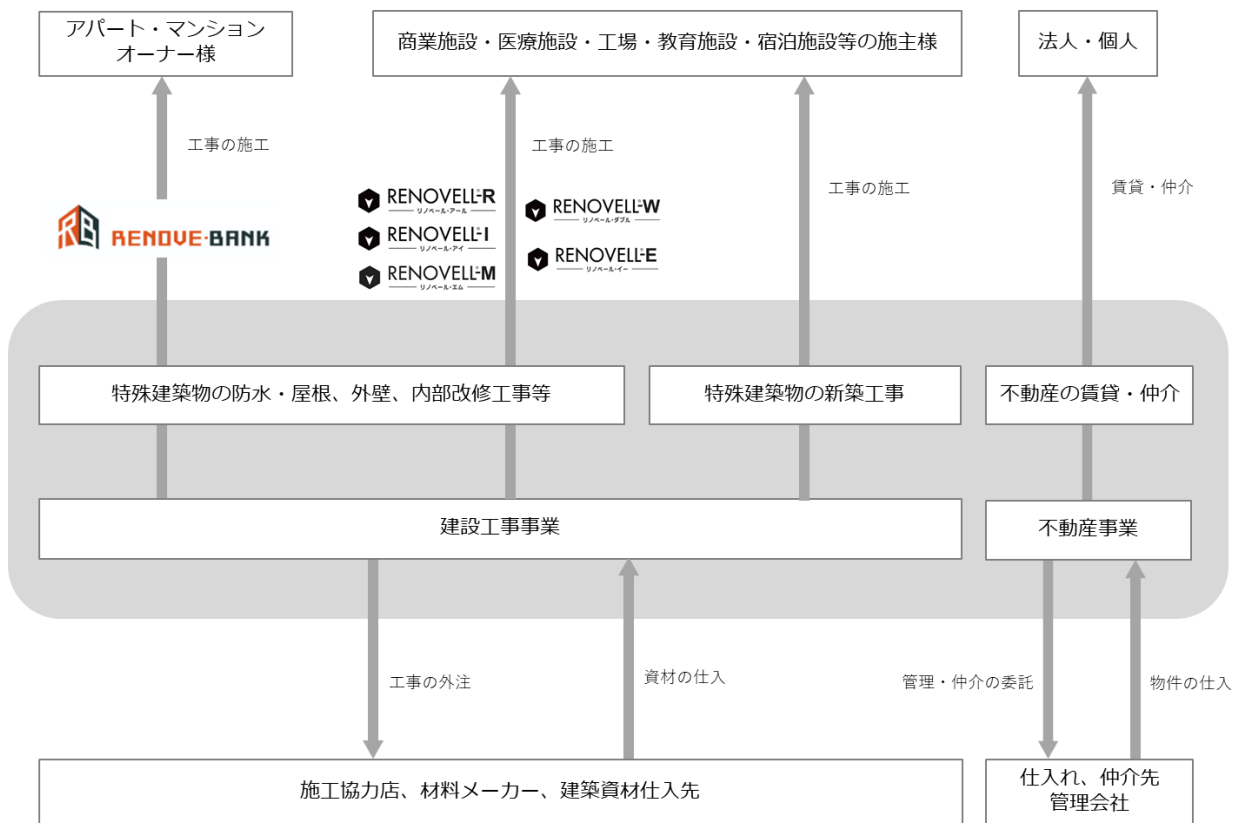 アパート・マンション
オーナー様
商業施設・医療施設・工場・教育施設・宿泊施設等の施主様
法人・個人
工事の施工
工事の施工
工事の施工
賃貸・仲介
RB RENOVE・BANK
RENOVELL-R
リノベール・アール
RENOVELL-I
リノベール・アイ
RENOVELL-M
リノベール・エム
RENOVELL-W
リノベール・ダブル
RENOVELL-E
リノベール・イー
特殊建築物の防水・屋根、外壁、内部改修工事等
特殊建築物の新築工事
不動産の賃貸・仲介
建設工事事業
不動産事業
工事の外注
資材の仕入
管理・仲介の委託
物件の仕入
施工協力店、材料メーカー、建築資材仕入先
仕入れ、仲介先
管理会社